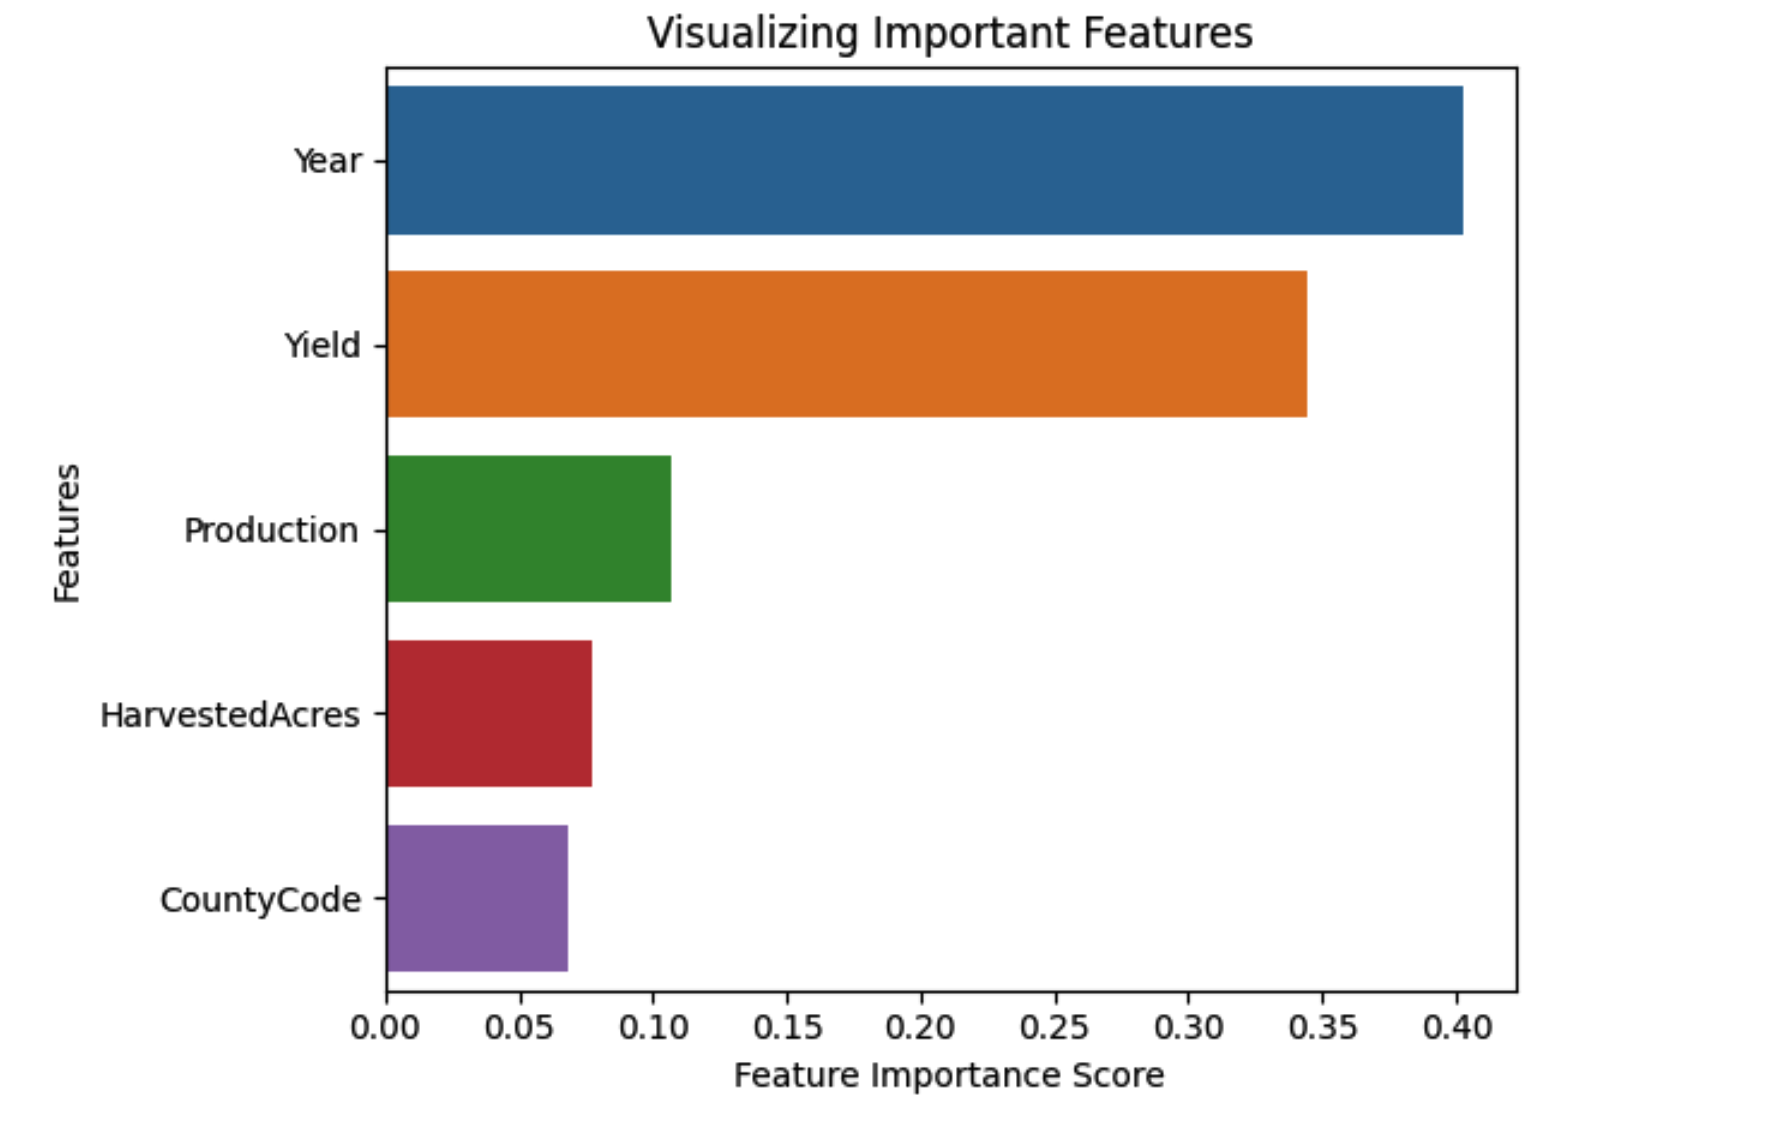 Visualizing Important Features
Year
Yield
Production
HarvestedAcres
CountyCode
Features
0.00 0.05 0.10 0.15 0.20 0.25 0.30 0.35 0.40
Feature Importance Score